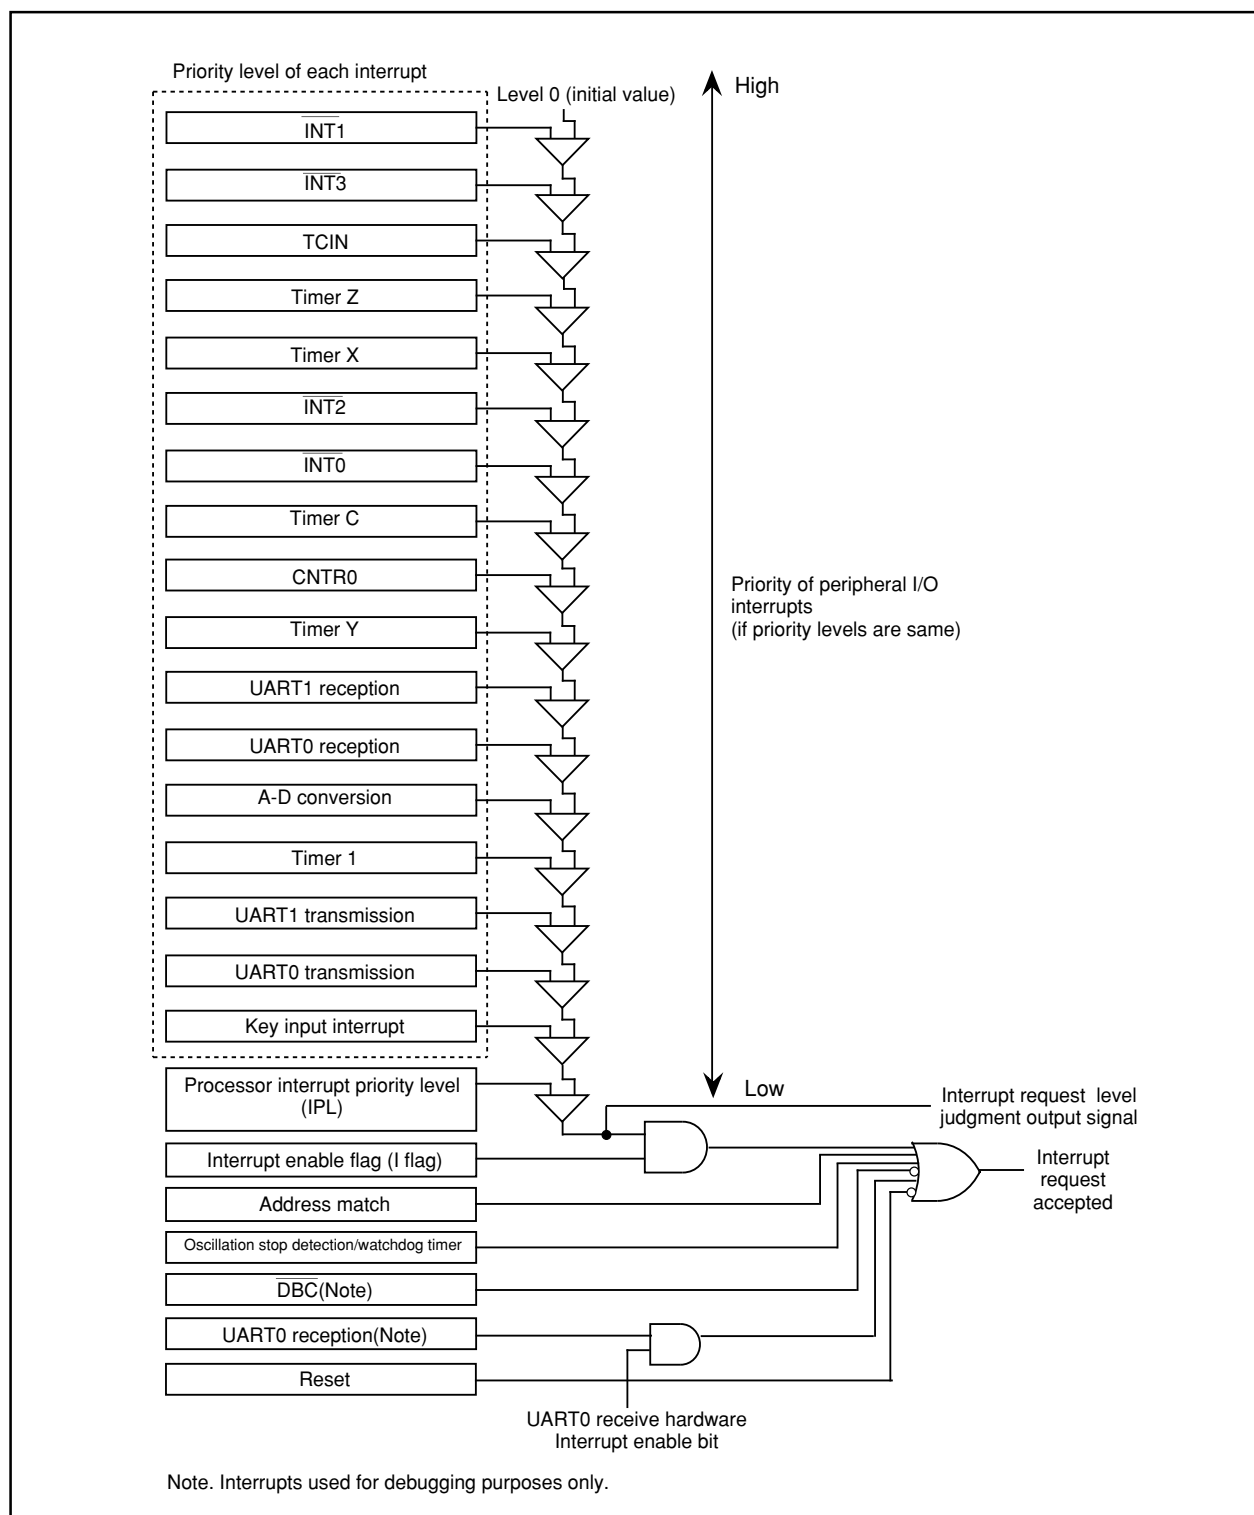 Priority level of each interrupt
Level 0 (initial value)
High
INT1
INT3
TCIN
Timer Z
Timer X
INT2
INT0
Timer C
CNTR0
Timer Y
UART1 reception
UART0 reception
A-D conversion
Timer 1
UART1 transmission
UART0 transmission
Key input interrupt
Priority of peripheral I/O
interrupts
(if priority levels are same)
Low
Processor interrupt priority level
(IPL)
Interrupt request level
judgment output signal
Interrupt enable flag (I flag)
Interrupt
request
accepted
Address match
Oscillation stop detection/watchdog timer
DBC(Note)
UART0 reception(Note)
Reset
UART0 receive hardware
Interrupt enable bit
Note. Interrupts used for debugging purposes only.